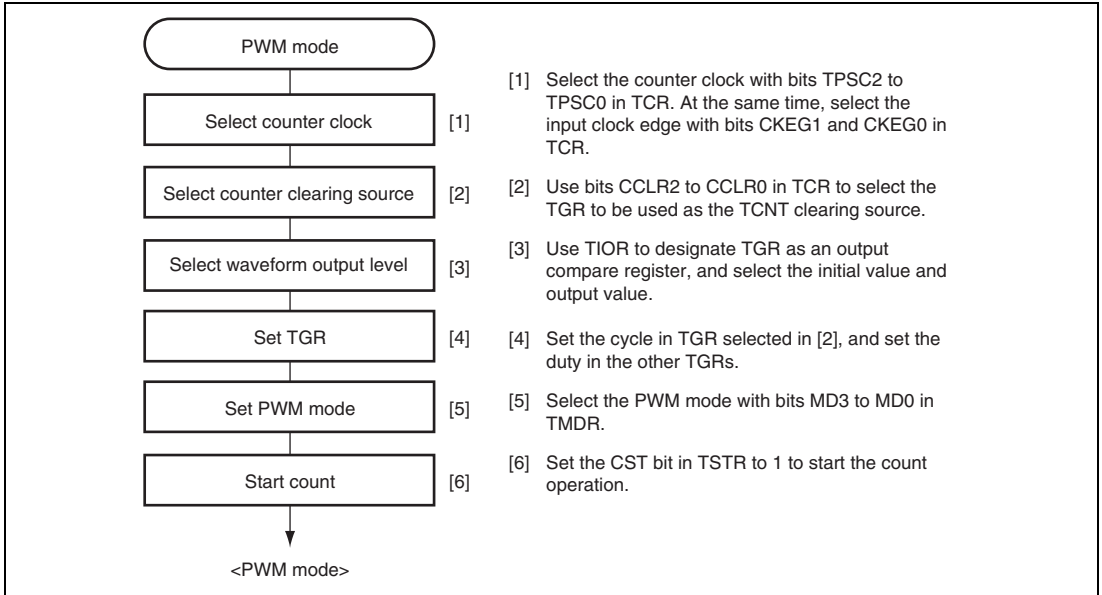 PWM mode
Select counter clock [1]
Select counter clearing source [2]
Select waveform output level [3]
Set TGR [4]
Set PWM mode [5]
Start count [6]
<PWM mode>
[1] Select the counter clock with bits TPSC2 to
TPSC0 in TCR. At the same time, select the
input clock edge with bits CKEG1 and CKEG0 in
TCR.
[2] Use bits CCLR2 to CCLR0 in TCR to select the
TGR to be used as the TCNT clearing source.
[3] Use TIOR to designate TGR as an output
compare register, and select the initial value and
output value.
[4] Set the cycle in TGR selected in [2], and set the
duty in the other TGRs.
[5] Select the PWM mode with bits MD3 to MD0 in
TMDR.
[6] Set the CST bit in TSTR to 1 to start the count
operation.